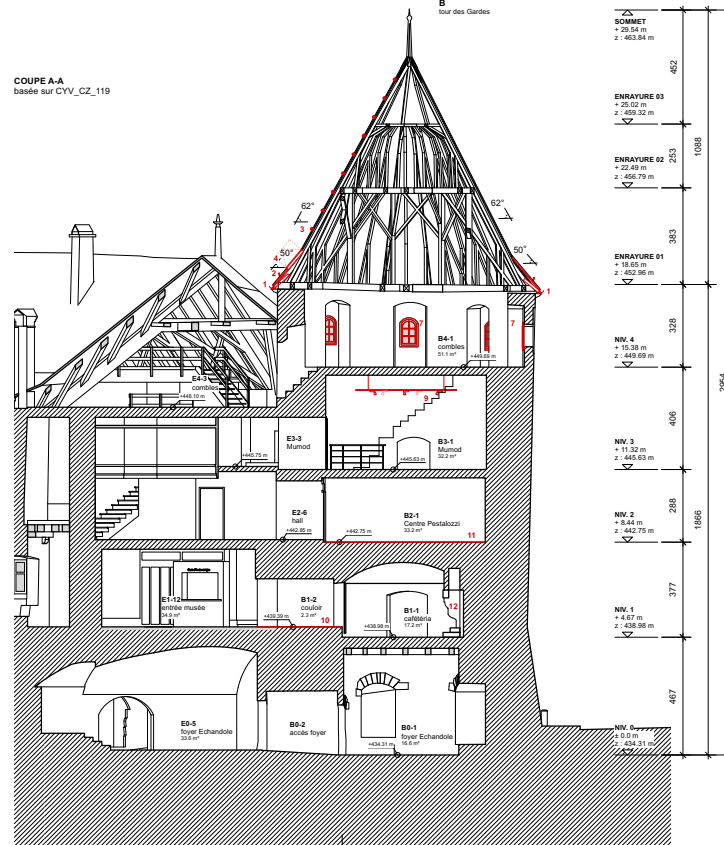 B
tour des Gardes
COUPE A-A
basée sur CYV_CZ_119
SOMMET
+ 29.54 m
z : 463.84 m
452
ENRAYURE 03
+ 25.02 m
z : 459.32 m
253
1088
ENRAYURE 02
+ 22.49 m
z : 456.79 m
383
62°
62°
3
50°
50°
4
2
1
1
ENRAYURE 01
+ 18.65 m
z : 452.96 m
328
7
7
B4-1
combles
51.1 m²
+449.69 m
NIV. 4
+ 15.38 m
z : 449.69 m
2954
E4-3
combles
+448.10 m
9
406
E3-3
Mumod
+445.75 m
B3-1
Mumod
32.2 m²
+445.63 m
NIV. 3
+ 11.32 m
z : 445.63 m
288
E2-6
hall
+442.85 m
B2-1
Centre Pestalozzi
33.2 m²
+442.75 m
11
NIV. 2
+ 8.44 m
z : 442.75 m
1866
377
E1-12
entrée musée
34.9 m²
B1-2
couloir
2.3 m²
+439.39 m
10
B1-1
cafétéria
17.2 m²
+438.98 m
12
NIV. 1
+ 4.67 m
z : 438.98 m
467
E0-5
foyer Echandole
33.6 m²
B0-2
accès foyer
B0-1
foyer Echandole
16.6 m²
+434.31 m
NIV. 0
± 0.0 m
z : 434.31 m